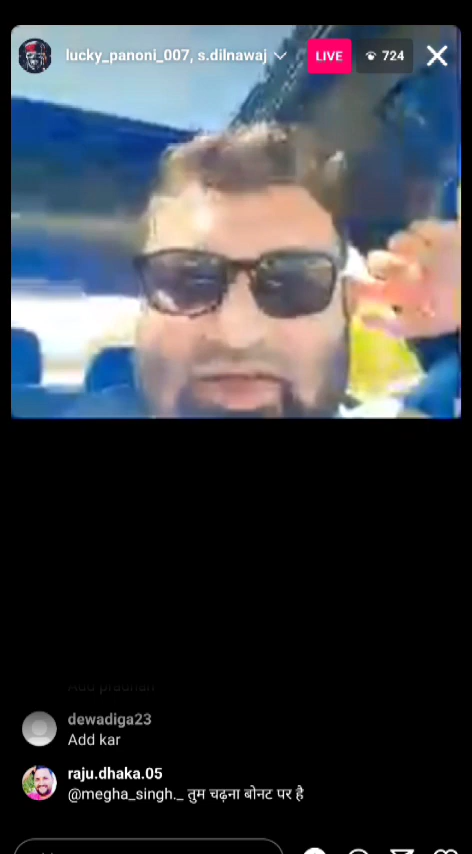 lucky_panoni_007, s.dilnawaj
LIVE
724
dewadiga23
Add kar
raju.dhaka.05
@megha_singh._ तुम चढ़ना बोनट पर है